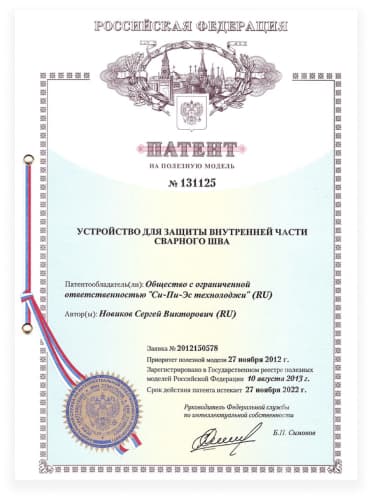 РОССИЙСКАЯ ФЕДЕРАЦИЯ
ПАТЕНТ
НА ПОЛЕЗНУЮ МОДЕЛЬ
№ 131125
УСТРОЙСТВО ДЛЯ ЗАЩИТЫ ВНУТРЕННЕЙ ЧАСТИ
СВАРНОГО ШВА
Патентообладатель(ли): Общество с ограниченной
ответственностью "Си-Пи-Эс технолоджи" (RU)
Автор(ы): Новиков Сергей Викторович (RU)
Заявка № 2012150578
Приоритет полезной модели 27 ноября 2012 г.
Зарегистрировано в Государственном реестре полезных
моделей Российской Федерации 10 августа 2013 г.
Срок действия патента истекает 27 ноября 2022 г.
Руководитель Федеральной службы
по интеллектуальной собственности
Б.П. Симонов